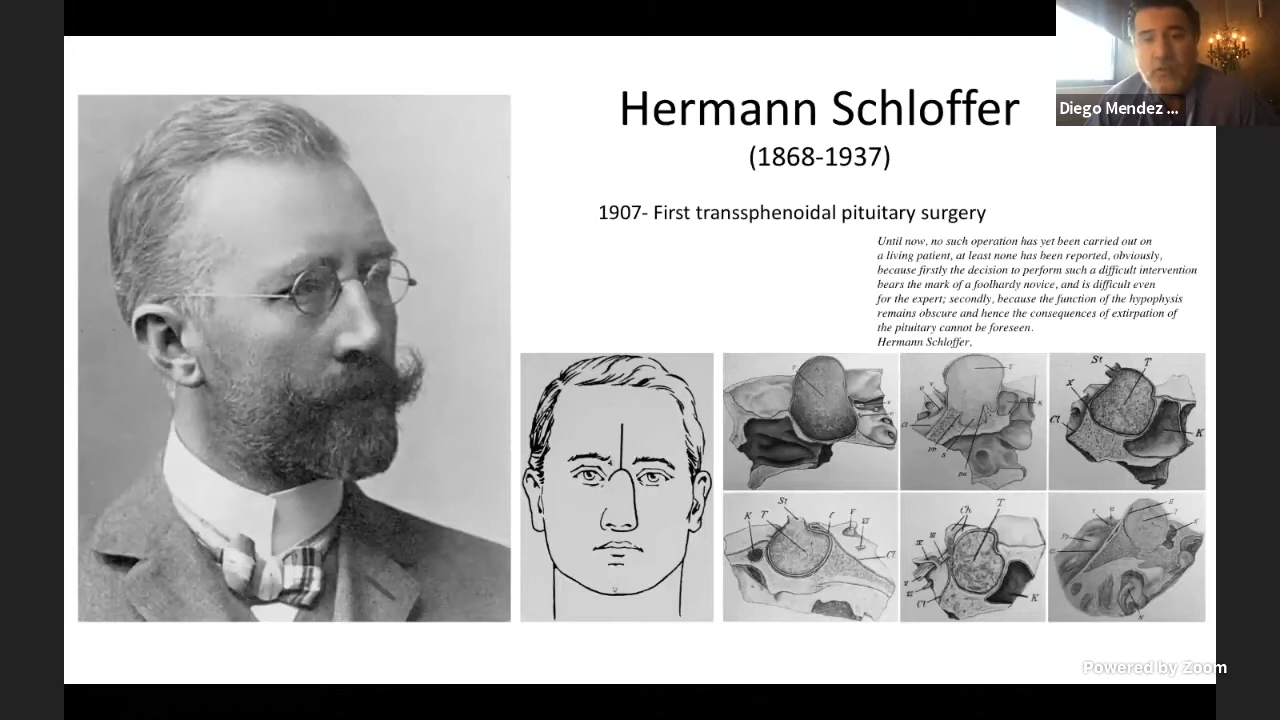 Hermann Schloffer
Diego Mendez ...
(1868-1937)
1907- First transsphenoidal pituitary surgery
Until now, no such operation has yet been carried out on
a living patient, at least none has been reported, obviously,
because firstly the decision to perform such a difficult intervention
bears the mark of a foolhardy novice, and is difficult even
for the expert; secondly, because the function of the hypophysis
remains obscure and hence the consequences of extirpation of
the pituitary cannot be foreseen.
Hermann Schloffer,
St T
X
Ct K
St
K T
Ch T
K
Ct
Powered by Zoom